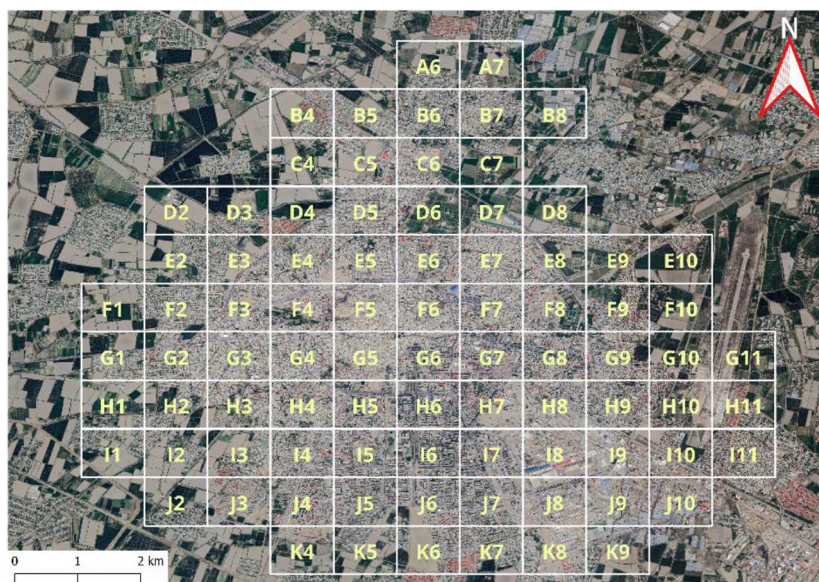 N
A6 A7
B4 B5 B6 B7 B8
C4 C5 C6 C7
D2 D3 D4 D5 D6 D7 D8
E2 E3 E4 E5 E6 E7 E8 E9 E10
F1 F2 F3 F4 F5 F6 F7 F8 F9 F10
G1 G2 G3 G4 G5 G6 G7 G8 G9 G10 G11
H1 H2 H3 H4 H5 H6 H7 H8 H9 H10 H11
I1 I2 I3 I4 I5 I6 I7 I8 I9 I10 I11
J2 J3 J4 J5 J6 J7 J8 J9 J10
K4 K5 K6 K7 K8 K9
0 1 2 km